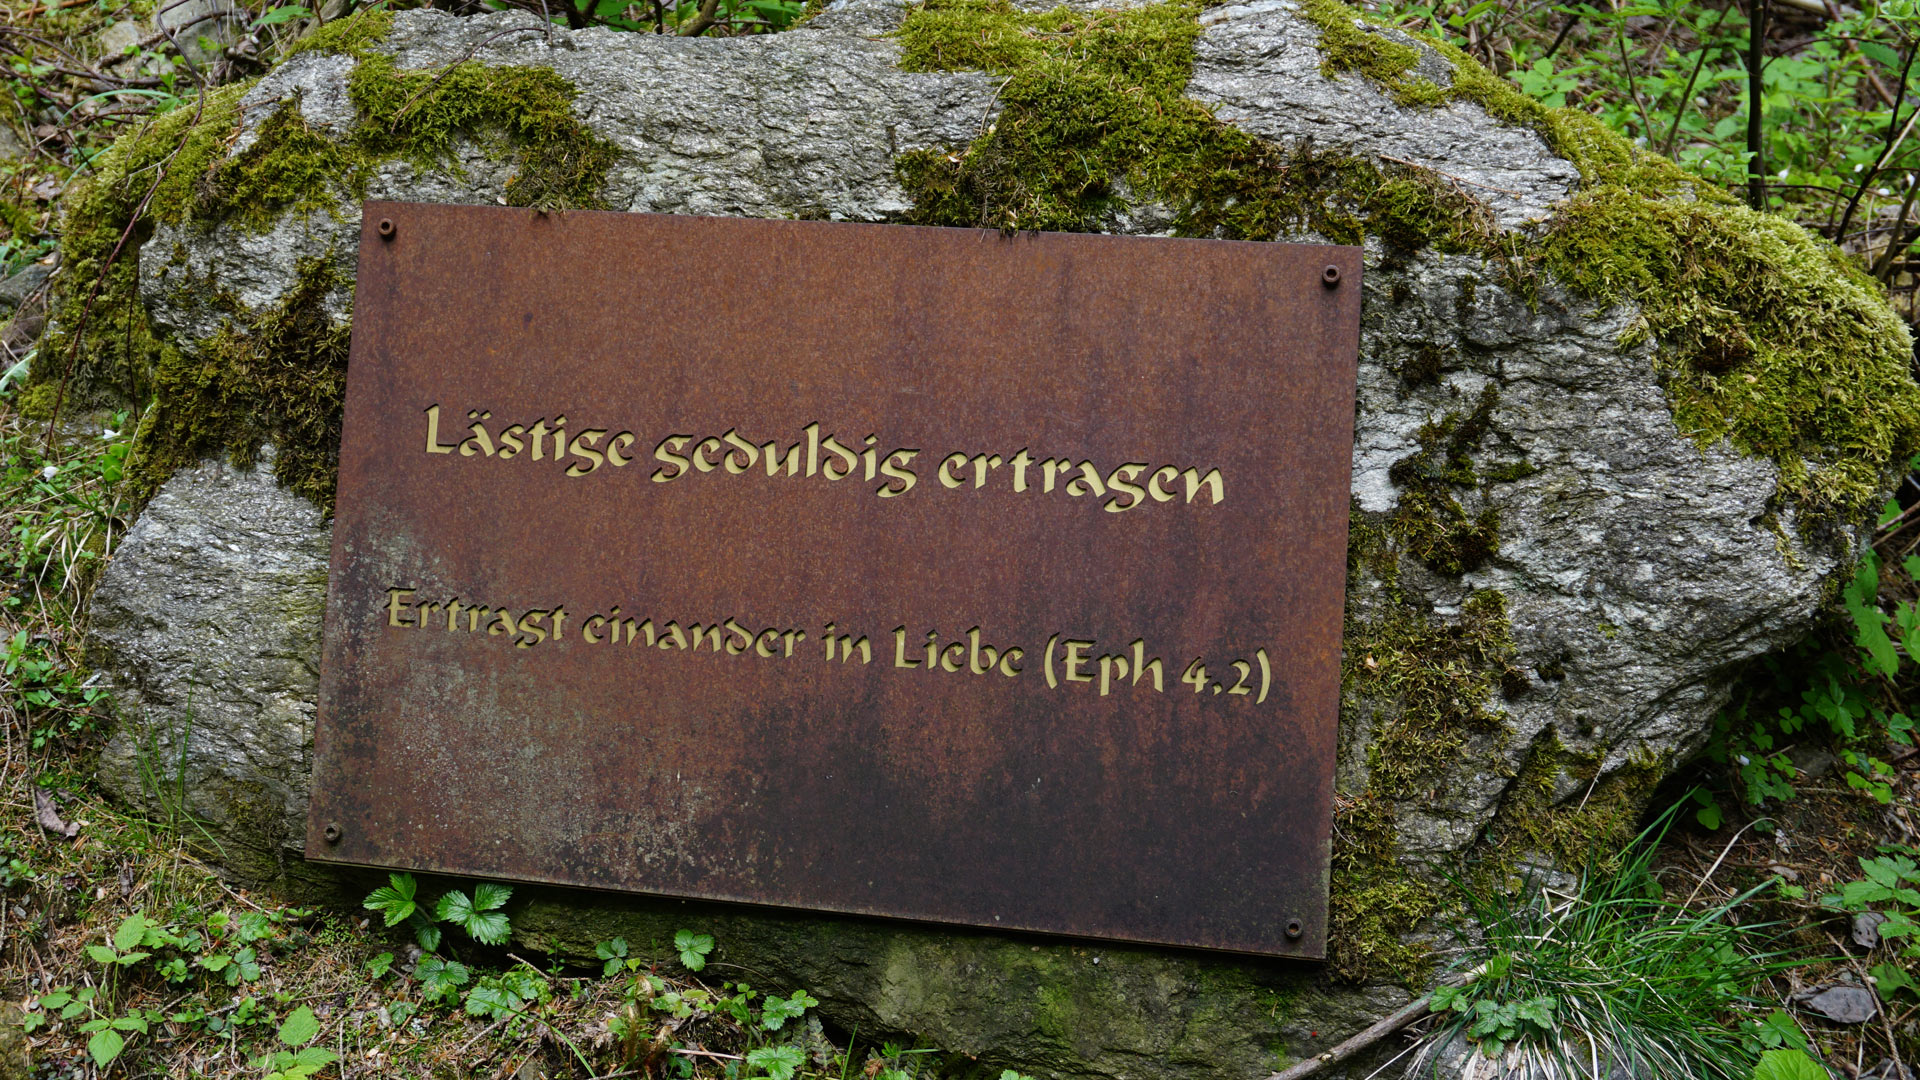 Lästige geduldig ertragen
Ertragt einander in Liebe (Eph 4,2)